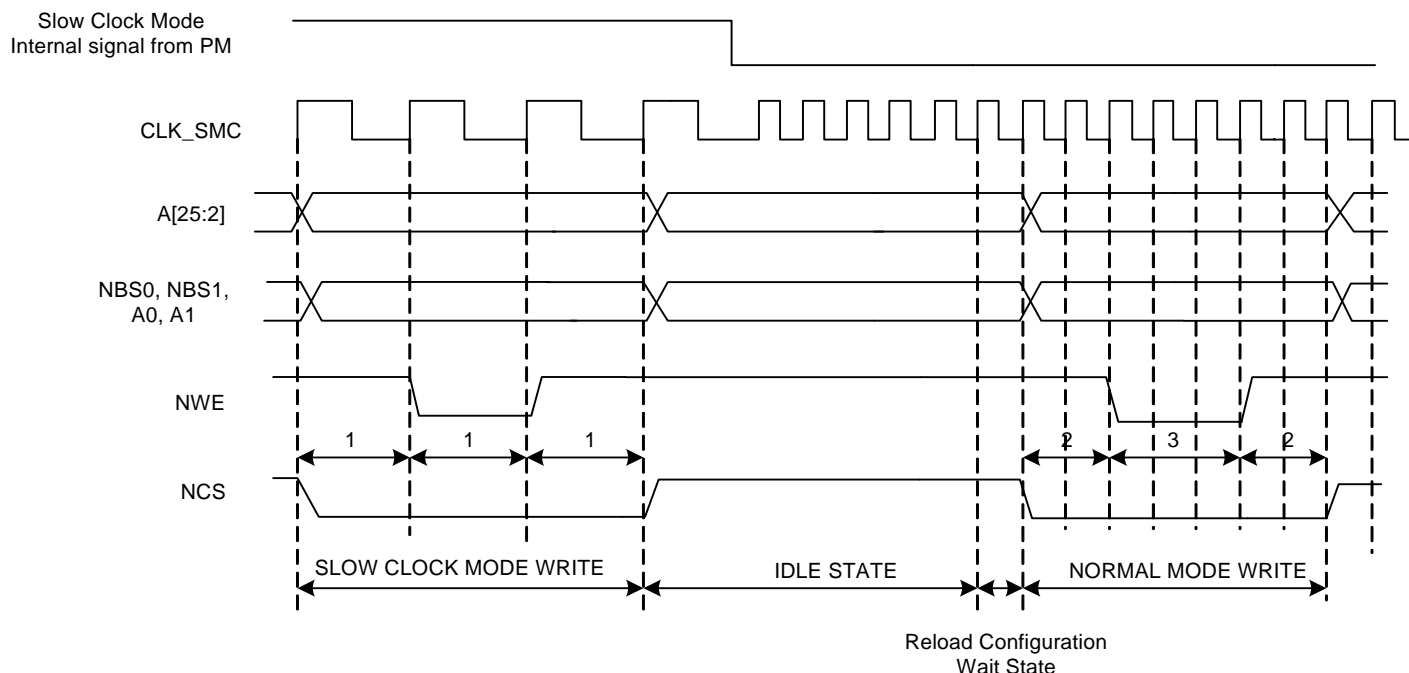 Slow Clock Mode
Internal signal from PM
CLK_SMC
A[25:2]
NBS0, NBS1,
A0, A1
NWE
1 1 1 2 3 2
NCS
SLOW CLOCK MODE WRITE IDLE STATE NORMAL MODE WRITE
Reload Configuration
Wait State